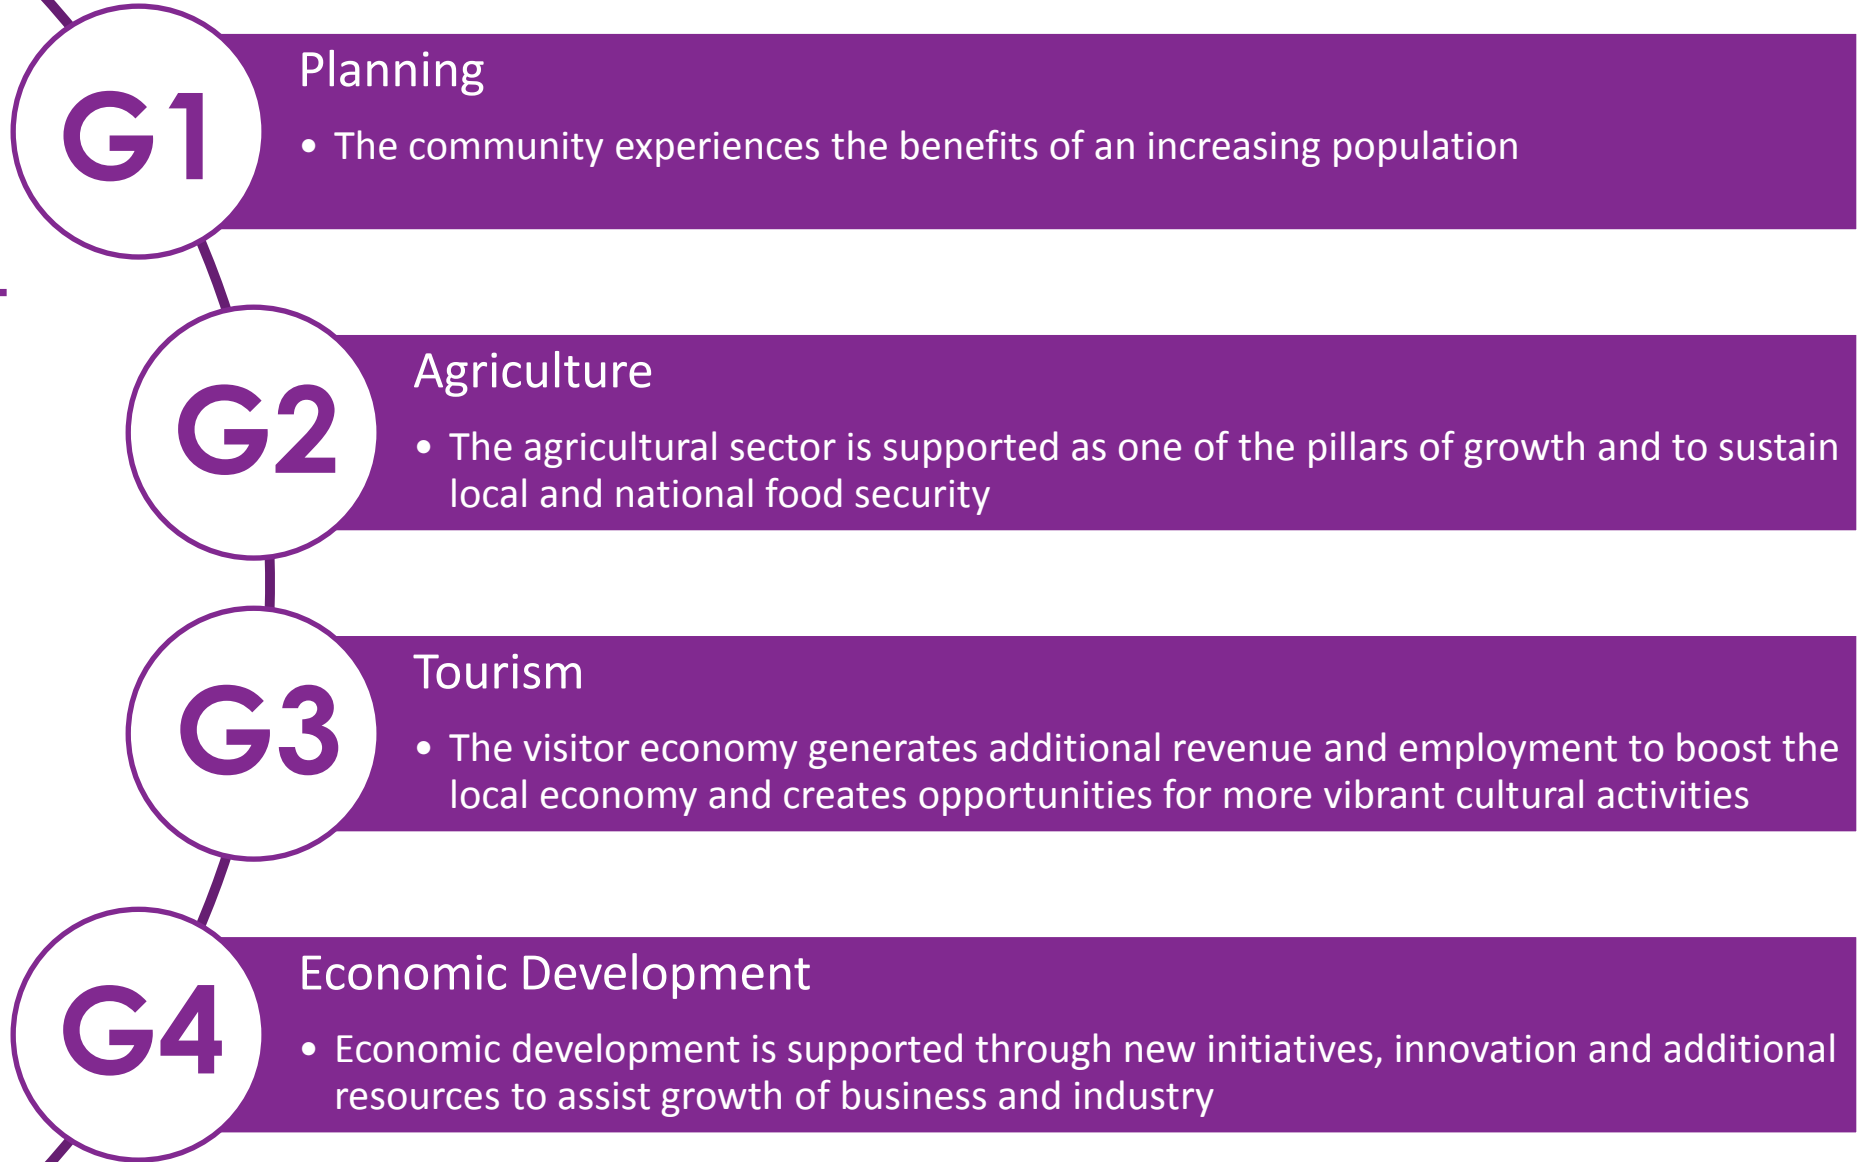 G1
Planning
• The community experiences the benefits of an increasing population
G2
Agriculture
• The agricultural sector is supported as one of the pillars of growth and to sustain
local and national food security
G3
Tourism
• The visitor economy generates additional revenue and employment to boost the
local economy and creates opportunities for more vibrant cultural activities
G4
Economic Development
• Economic development is supported through new initiatives, innovation and additional
resources to assist growth of business and industry